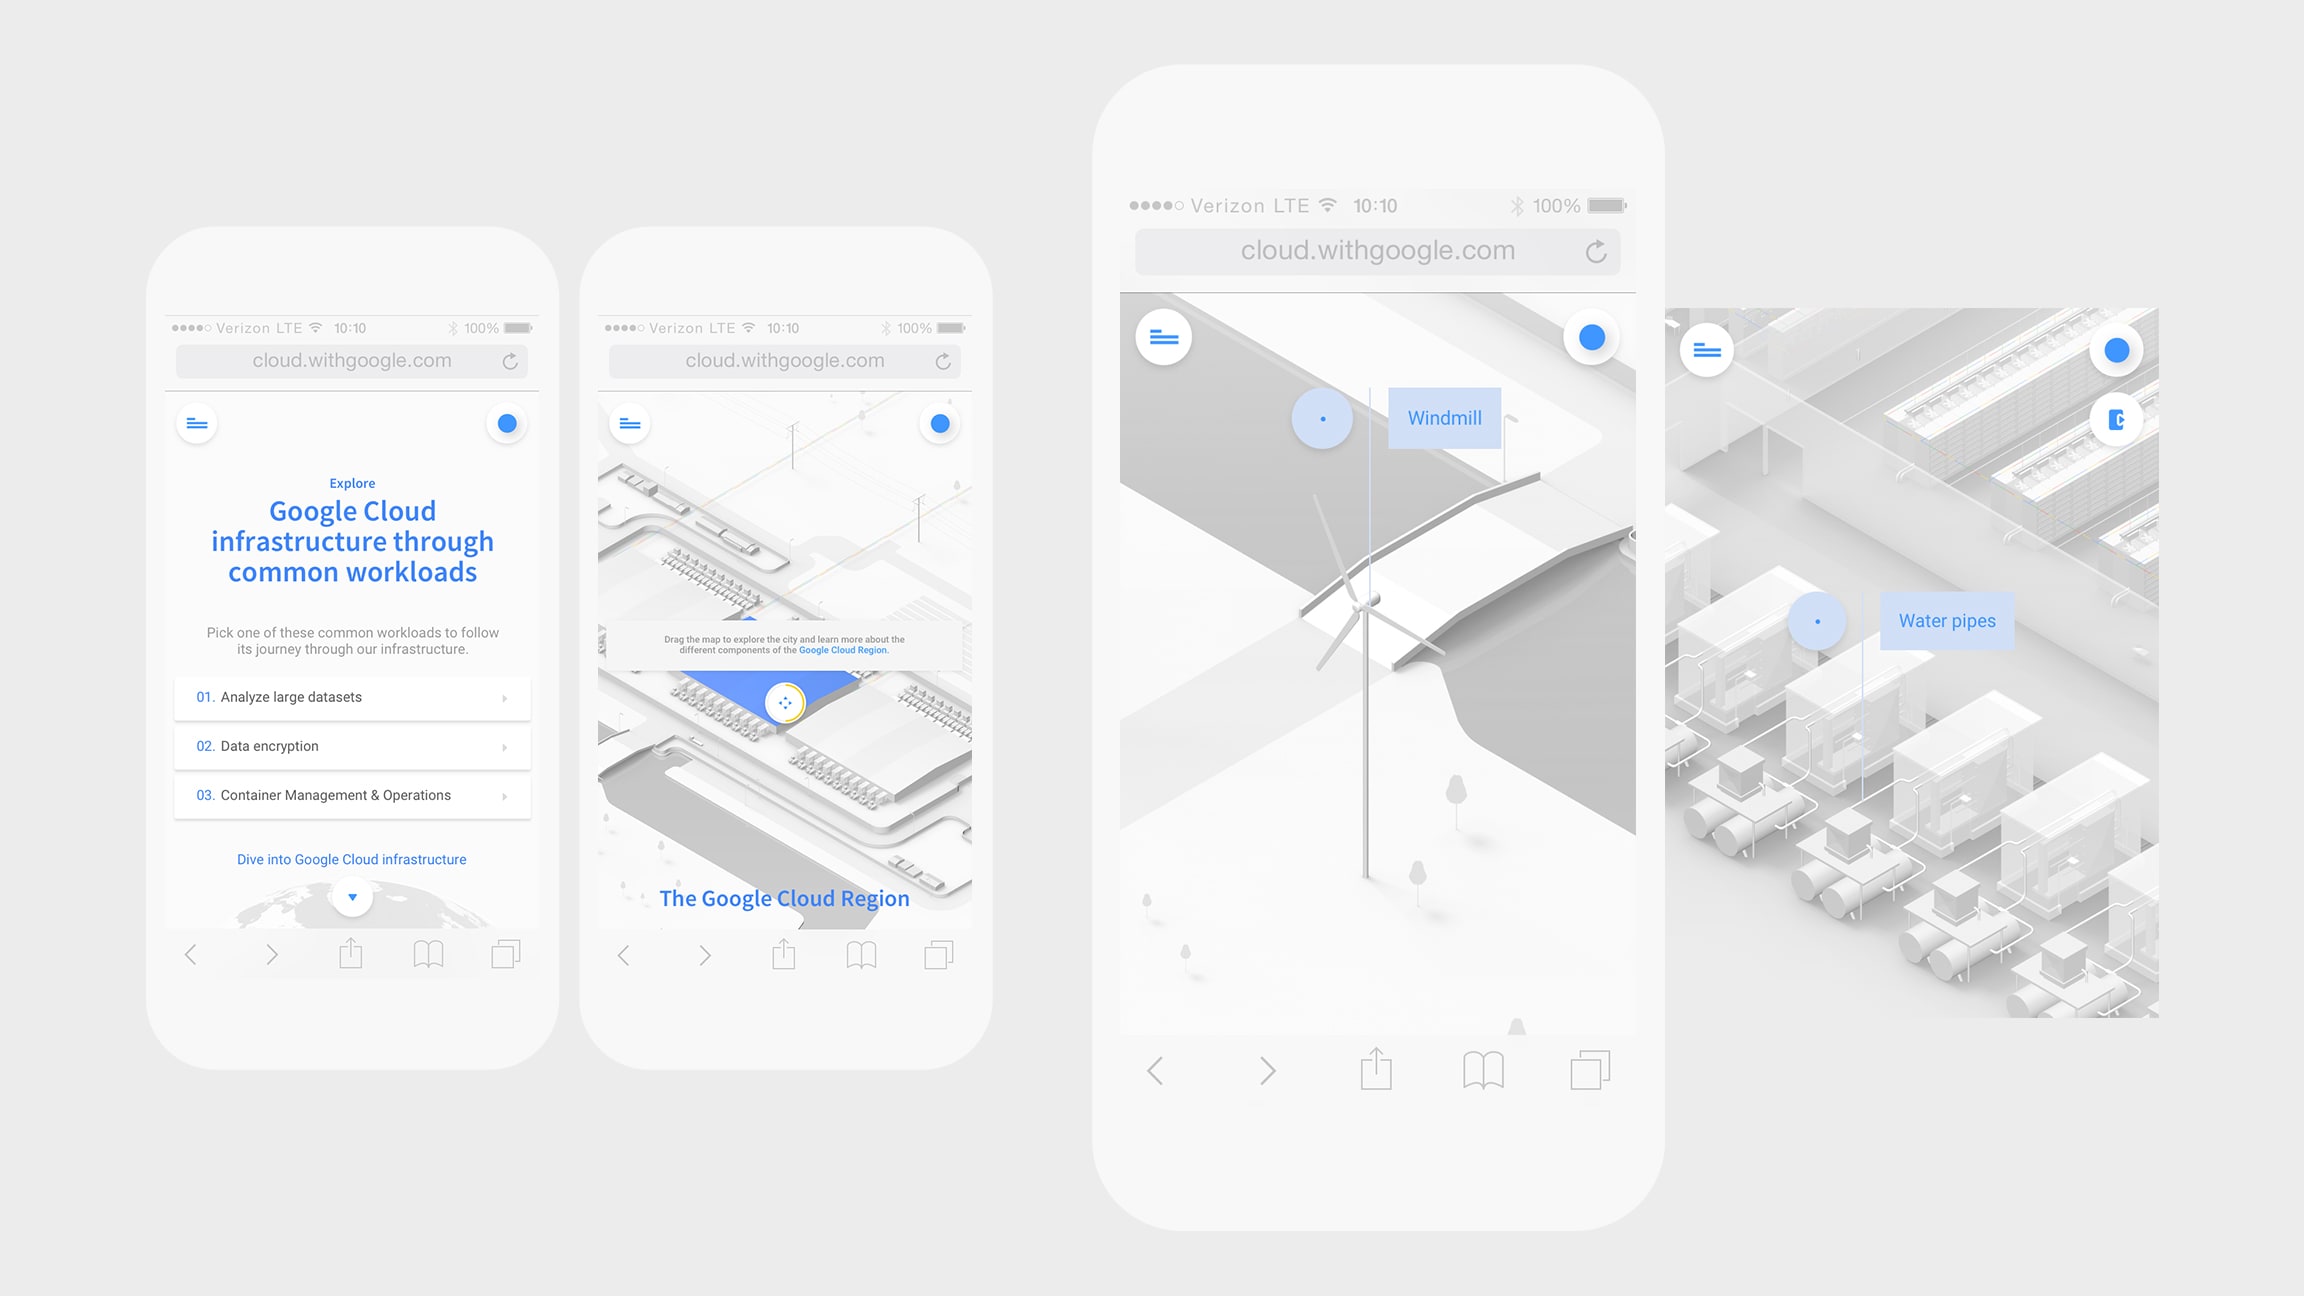 Verizon LTE 10:10 100%
cloud.withgoogle.com
Explore
Google Cloud
infrastructure through
common workloads
Pick one of these common workloads to follow
its journey through our infrastructure.
01. Analyze large datasets
02. Data encryption
03. Container Management & Operations
Dive into Google Cloud infrastructure
Verizon LTE 10:10 100%
cloud.withgoogle.com
Drag the map to explore the city and learn more about the
different components of the Google Cloud Region.
The Google Cloud Region
Verizon LTE 10:10 100%
cloud.withgoogle.com
Windmill
Water pipes